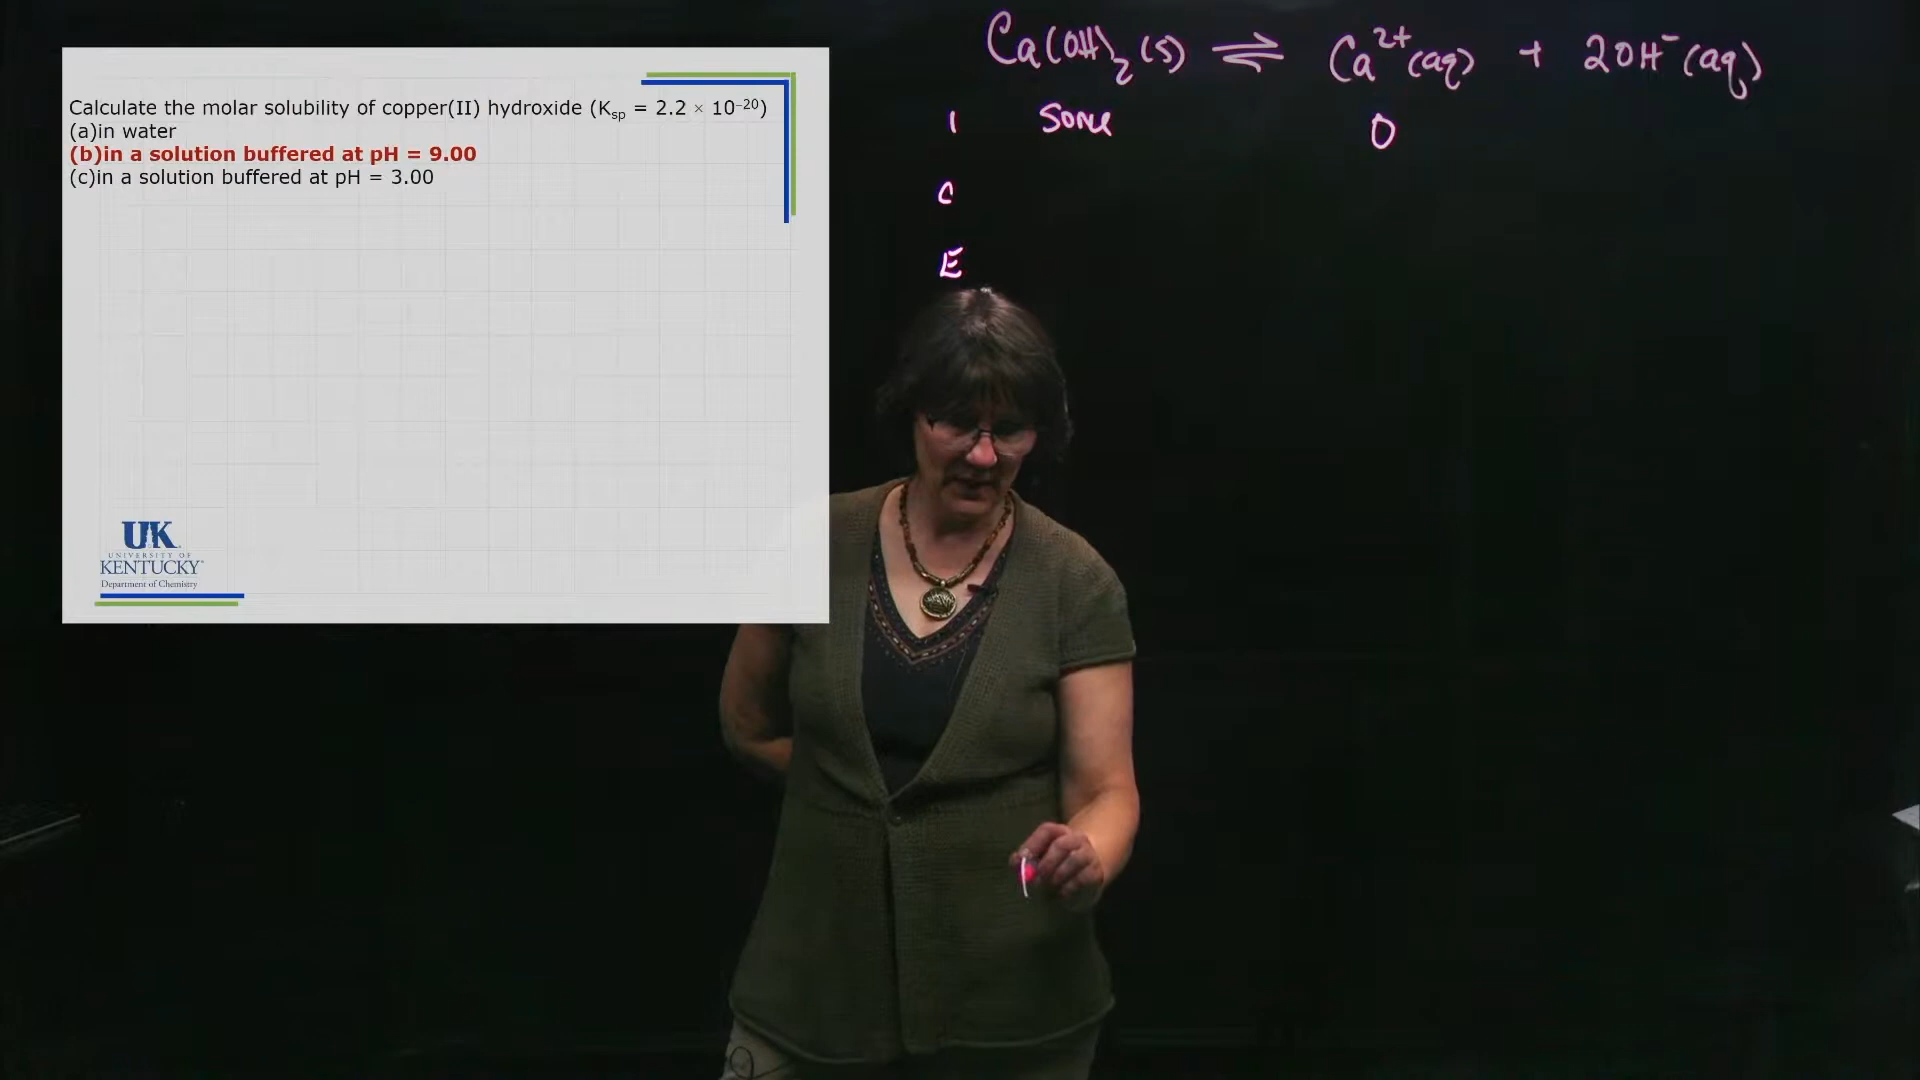 Calculate the molar solubility of copper(II) hydroxide (Ksp = 2.2 × 10⁻²⁰)
(a)in water
(b)in a solution buffered at pH = 9.00
(c)in a solution buffered at pH = 3.00
UK
UNIVERSITY OF
KENTUCKY
Department of Chemistry
Ca(OH)₂(s) ⇌ Ca²⁺(aq) + 2OH⁻(aq)
I Some 0
C
E